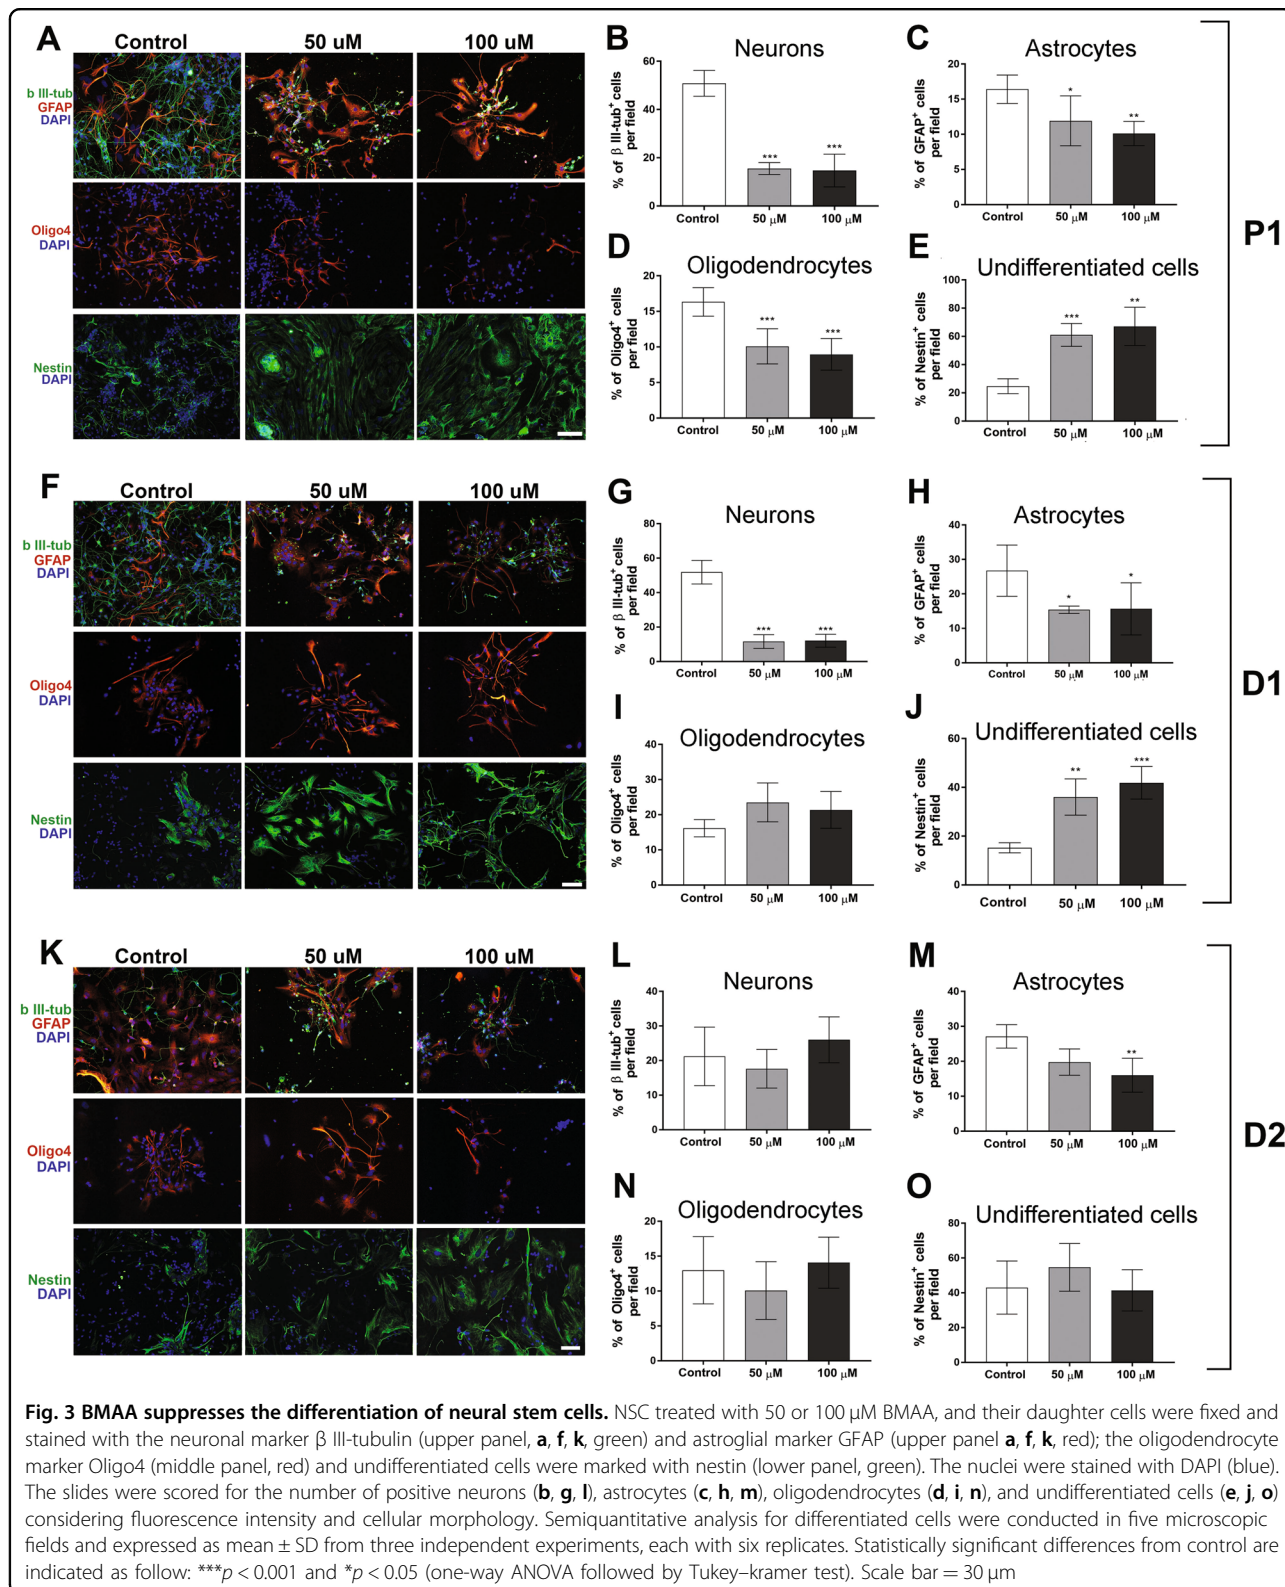 A
Control
50 uM
100 uM
b III-tub
GFAP
DAPI
Oligo4
DAPI
Nestin
DAPI
B
Neurons
% of β III-tub⁺ cells
per field
60
40
20
0
***
***
Control
50 μM
100 μM
C
Astrocytes
% of GFAP⁺ cells
per field
20
15
10
5
0
*
**
Control
50 μM
100 μM
D
Oligodendrocytes
% of Oligo4⁺ cells
per field
20
15
10
5
0
***
***
Control
50 μM
100 μM
E
Undifferentiated cells
% of Nestin⁺ cells
per field
100
80
60
40
20
0
***
**
Control
50 μM
100 μM
P1
F
Control
50 uM
100 uM
b III-tub
GFAP
DAPI
Oligo4
DAPI
Nestin
DAPI
G
Neurons
% of β III-tub⁺ cells
per field
80
60
40
20
0
***
***
Control
50 μM
100 μM
H
Astrocytes
% of GFAP⁺ cells
per field
40
30
20
10
0
*
*
Control
50 μM
100 μM
I
Oligodendrocytes
% of Oligo4⁺ cells
per field
40
30
20
10
0
Control
50 μM
100 μM
J
Undifferentiated cells
% of Nestin⁺ cells
per field
60
40
20
0
**
***
Control
50 μM
100 μM
D1
K
Control
50 uM
100 uM
b III-tub
GFAP
DAPI
Oligo4
DAPI
Nestin
DAPI
L
Neurons
% of β III-tub⁺ cells
per field
40
30
20
10
0
Control
50 μM
100 μM
M
Astrocytes
% of GFAP⁺ cells
per field
40
30
20
10
0
**
Control
50 μM
100 μM
N
Oligodendrocytes
% of Oligo4⁺ cells
per field
20
15
10
5
0
Control
50 μM
100 μM
O
Undifferentiated cells
% of Nestin⁺ cells
per field
80
60
40
20
0
Control
50 μM
100 μM
D2
Fig. 3 BMAA suppresses the differentiation of neural stem cells. NSC treated with 50 or 100 μM BMAA, and their daughter cells were fixed and
stained with the neuronal marker β III-tubulin (upper panel, a, f, k, green) and astroglial marker GFAP (upper panel a, f, k, red); the oligodendrocyte
marker Oligo4 (middle panel, red) and undifferentiated cells were marked with nestin (lower panel, green). The nuclei were stained with DAPI (blue).
The slides were scored for the number of positive neurons (b, g, l), astrocytes (c, h, m), oligodendrocytes (d, i, n), and undifferentiated cells (e, j, o)
considering fluorescence intensity and cellular morphology. Semiquantitative analysis for differentiated cells were conducted in five microscopic
fields and expressed as mean ± SD from three independent experiments, each with six replicates. Statistically significant differences from control are
indicated as follow: ***p < 0.001 and *p < 0.05 (one-way ANOVA followed by Tukey–kramer test). Scale bar = 30 μm